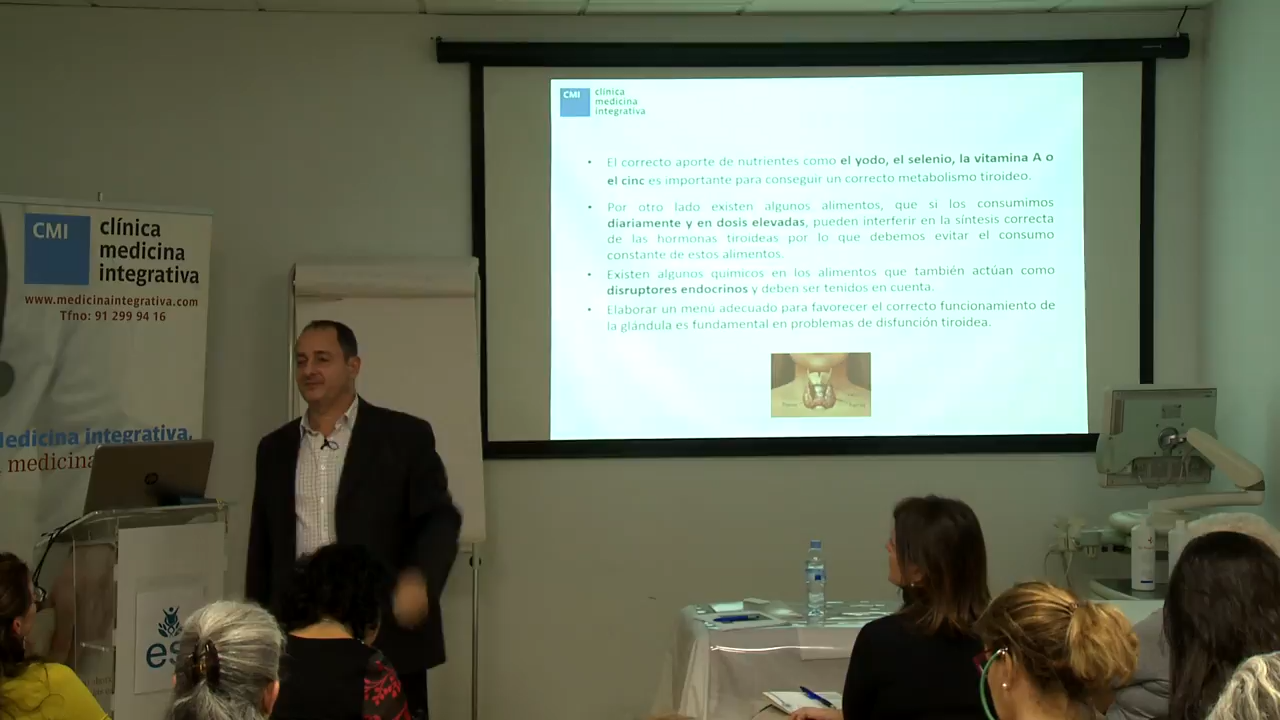 CMI
clínica
medicina
integrativa
El correcto aporte de nutrientes como el yodo, el selenio, la vitamina A o
el cinc es importante para conseguir un correcto metabolismo tiroideo.
Por otro lado existen algunos alimentos, que si los consumimos
diariamente y en dosis elevadas, pueden interferir en la síntesis correcta
de las hormonas tiroideas por lo que debemos evitar el consumo
constante de estos alimentos.
Existen algunos químicos en los alimentos que también actúan como
disruptores endocrinos y deben ser tenidos en cuenta.
Elaborar un menú adecuado para favorecer el correcto funcionamiento de
la glándula es fundamental en problemas de disfunción tiroidea.
CMI
clínica
medicina
integrativa
www.medicinaintegrativa.com
Tfno: 91 299 94 16
Medicina integrativa,
medicina
es